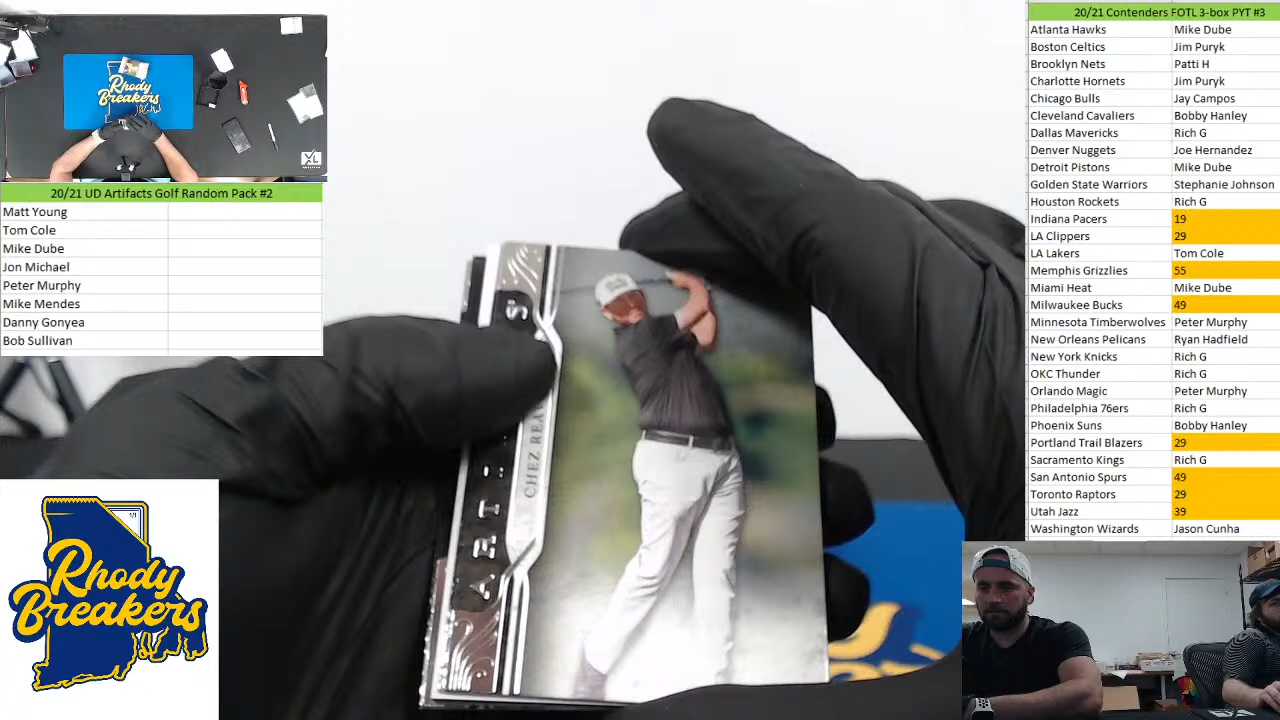 Rhody
Breakers
XL
20/21 UD Artifacts Golf Random Pack #2
Matt Young
Tom Cole
Mike Dube
Jon Michael
Peter Murphy
Mike Mendes
Danny Gonyea
Bob Sullivan
Rhody
Breakers
CHEZ REA
ARTI
S'
20/21 Contenders FOTL 3-box PYT #3
Atlanta Hawks Mike Dube
Boston Celtics Jim Puryk
Brooklyn Nets Patti H
Charlotte Hornets Jim Puryk
Chicago Bulls Jay Campos
Cleveland Cavaliers Bobby Hanley
Dallas Mavericks Rich G
Denver Nuggets Joe Hernandez
Detroit Pistons Mike Dube
Golden State Warriors Stephanie Johnson
Houston Rockets Rich G
Indiana Pacers 19
LA Clippers 29
LA Lakers Tom Cole
Memphis Grizzlies 55
Miami Heat Mike Dube
Milwaukee Bucks 49
Minnesota Timberwolves Peter Murphy
New Orleans Pelicans Ryan Hadfield
New York Knicks Rich G
OKC Thunder Rich G
Orlando Magic Peter Murphy
Philadelphia 76ers Rich G
Phoenix Suns Bobby Hanley
Portland Trail Blazers 29
Sacramento Kings Rich G
San Antonio Spurs 49
Toronto Raptors 29
Utah Jazz 39
Washington Wizards Jason Cunha